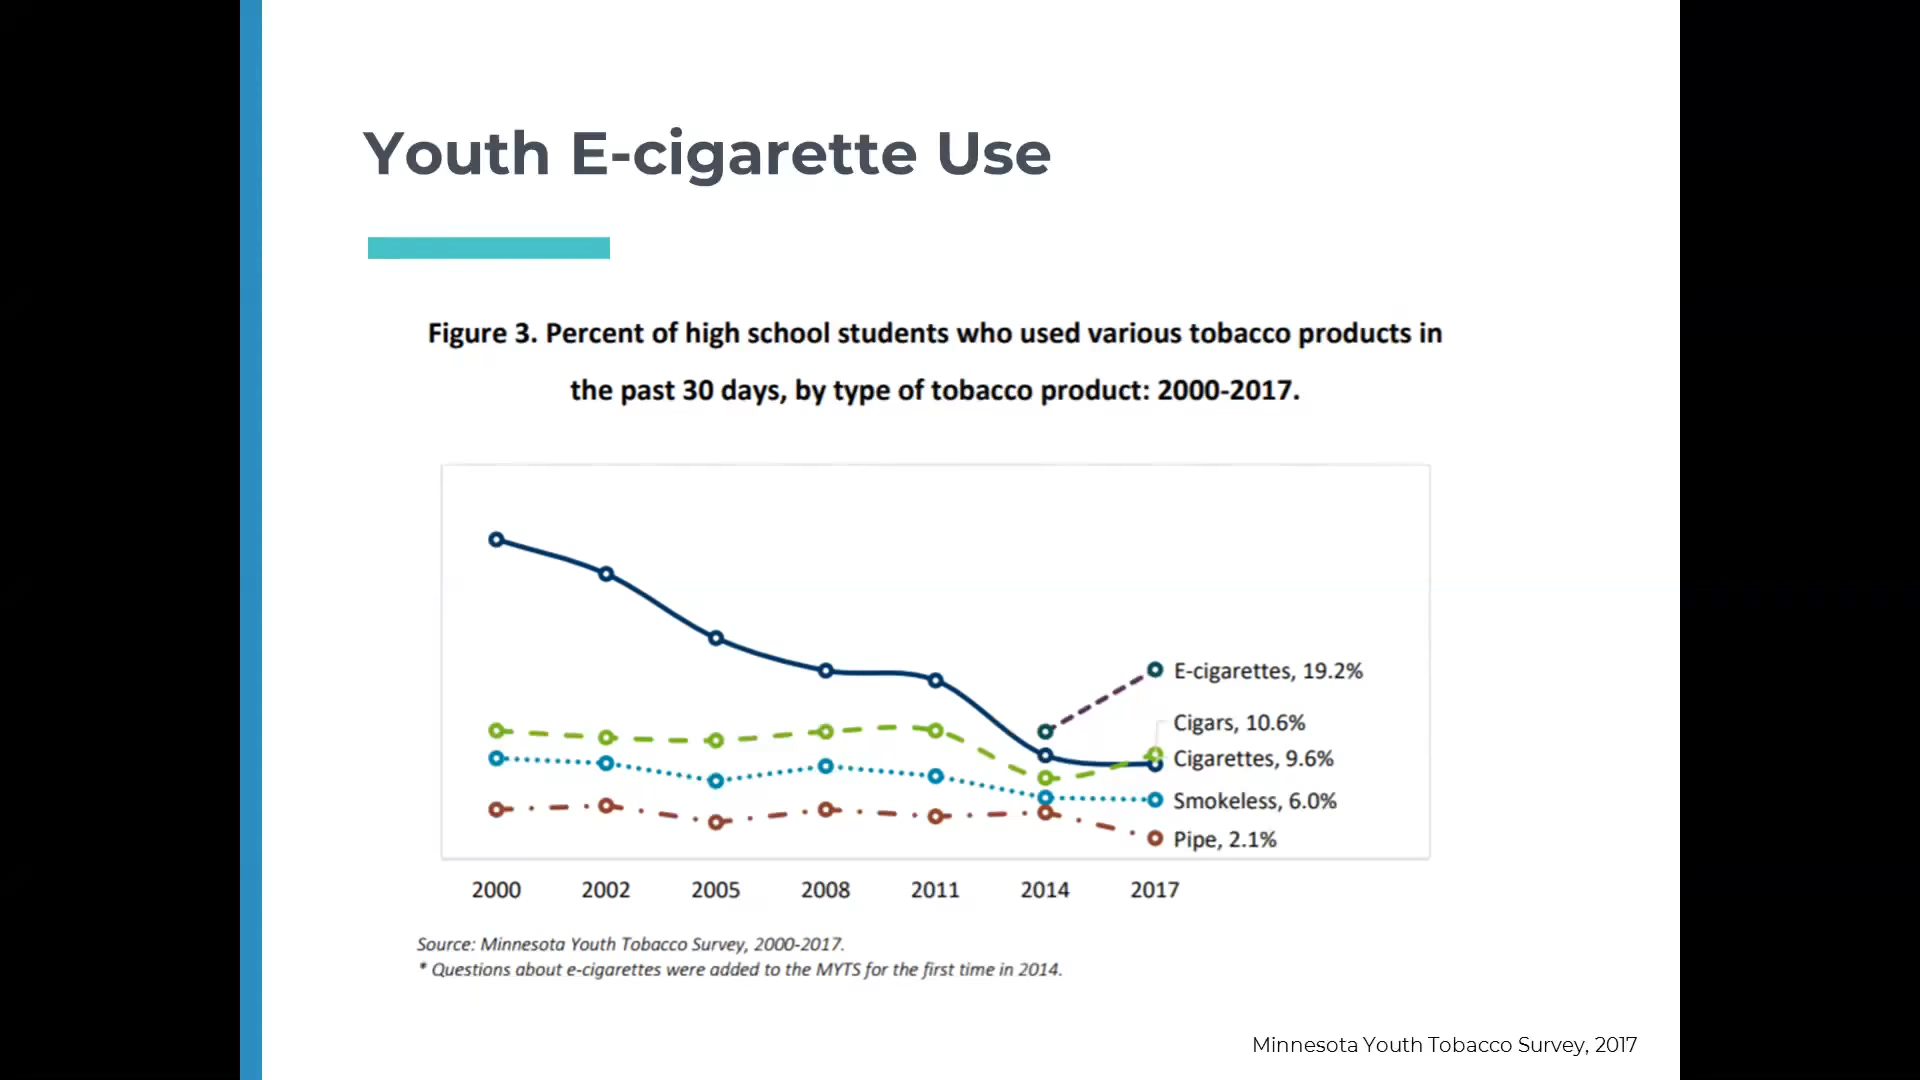 Youth E-cigarette Use
Figure 3. Percent of high school students who used various tobacco products in
the past 30 days, by type of tobacco product: 2000-2017.
E-cigarettes, 19.2%
Cigars, 10.6%
Cigarettes, 9.6%
Smokeless, 6.0%
Pipe, 2.1%
2000 2002 2005 2008 2011 2014 2017
Source: Minnesota Youth Tobacco Survey, 2000-2017.
* Questions about e-cigarettes were added to the MYTS for the first time in 2014.
Minnesota Youth Tobacco Survey, 2017